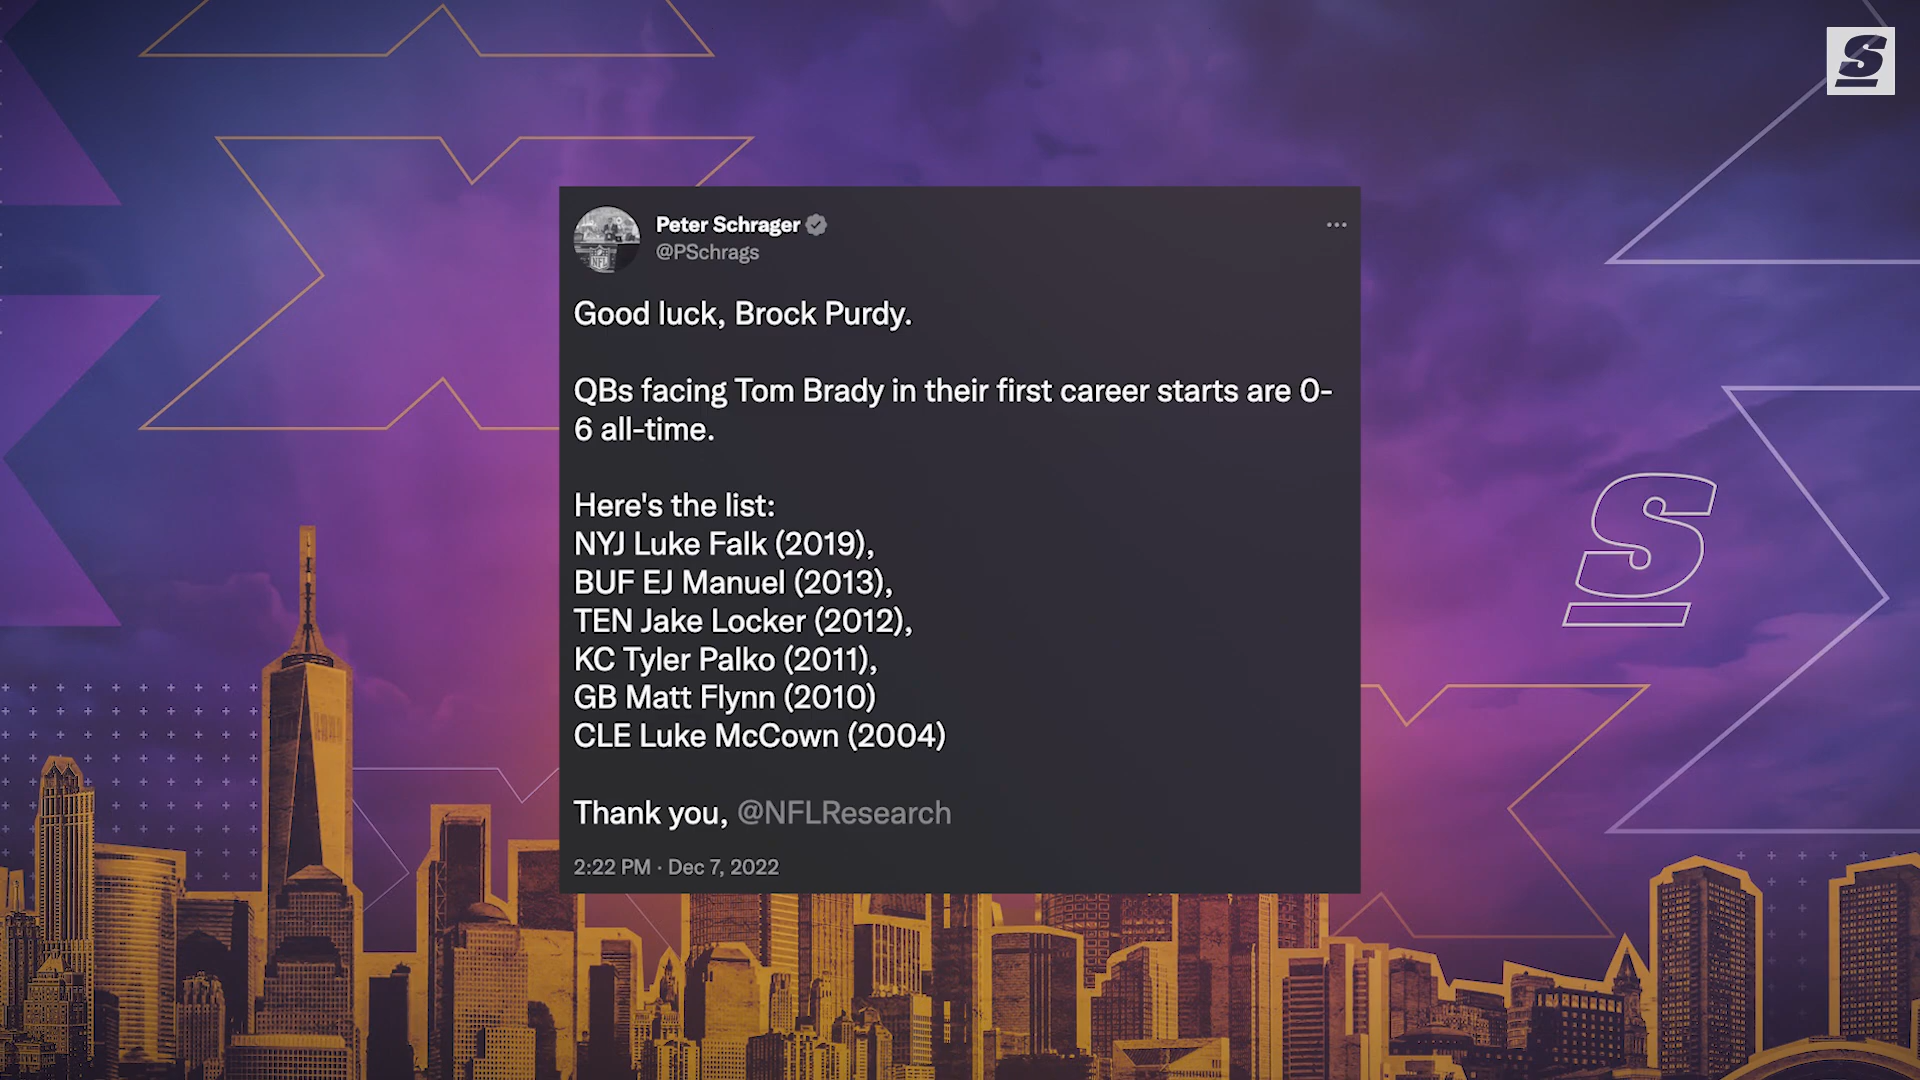 S
Peter Schrager
@PSchrags
Good luck, Brock Purdy.
QBs facing Tom Brady in their first career starts are 0-
6 all-time.
Here's the list:
NYJ Luke Falk (2019),
BUF EJ Manuel (2013),
TEN Jake Locker (2012),
KC Tyler Palko (2011),
GB Matt Flynn (2010)
CLE Luke McCown (2004)
Thank you, @NFLResearch
2:22 PM · Dec 7, 2022
S